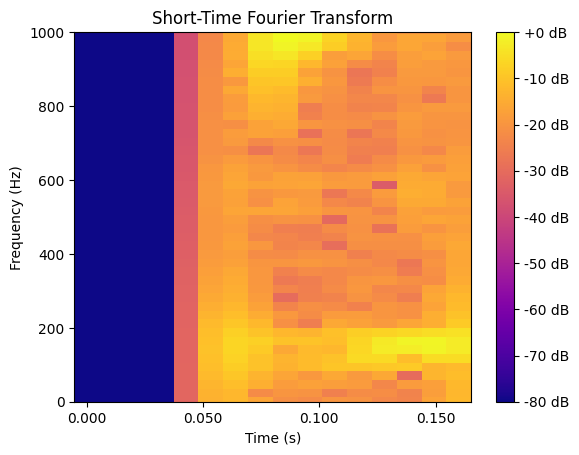 Short-Time Fourier Transform
1000
800
600
400
200
0
Frequency (Hz)
0.000
0.050
0.100
0.150
Time (s)
+0 dB
-10 dB
-20 dB
-30 dB
-40 dB
-50 dB
-60 dB
-70 dB
-80 dB